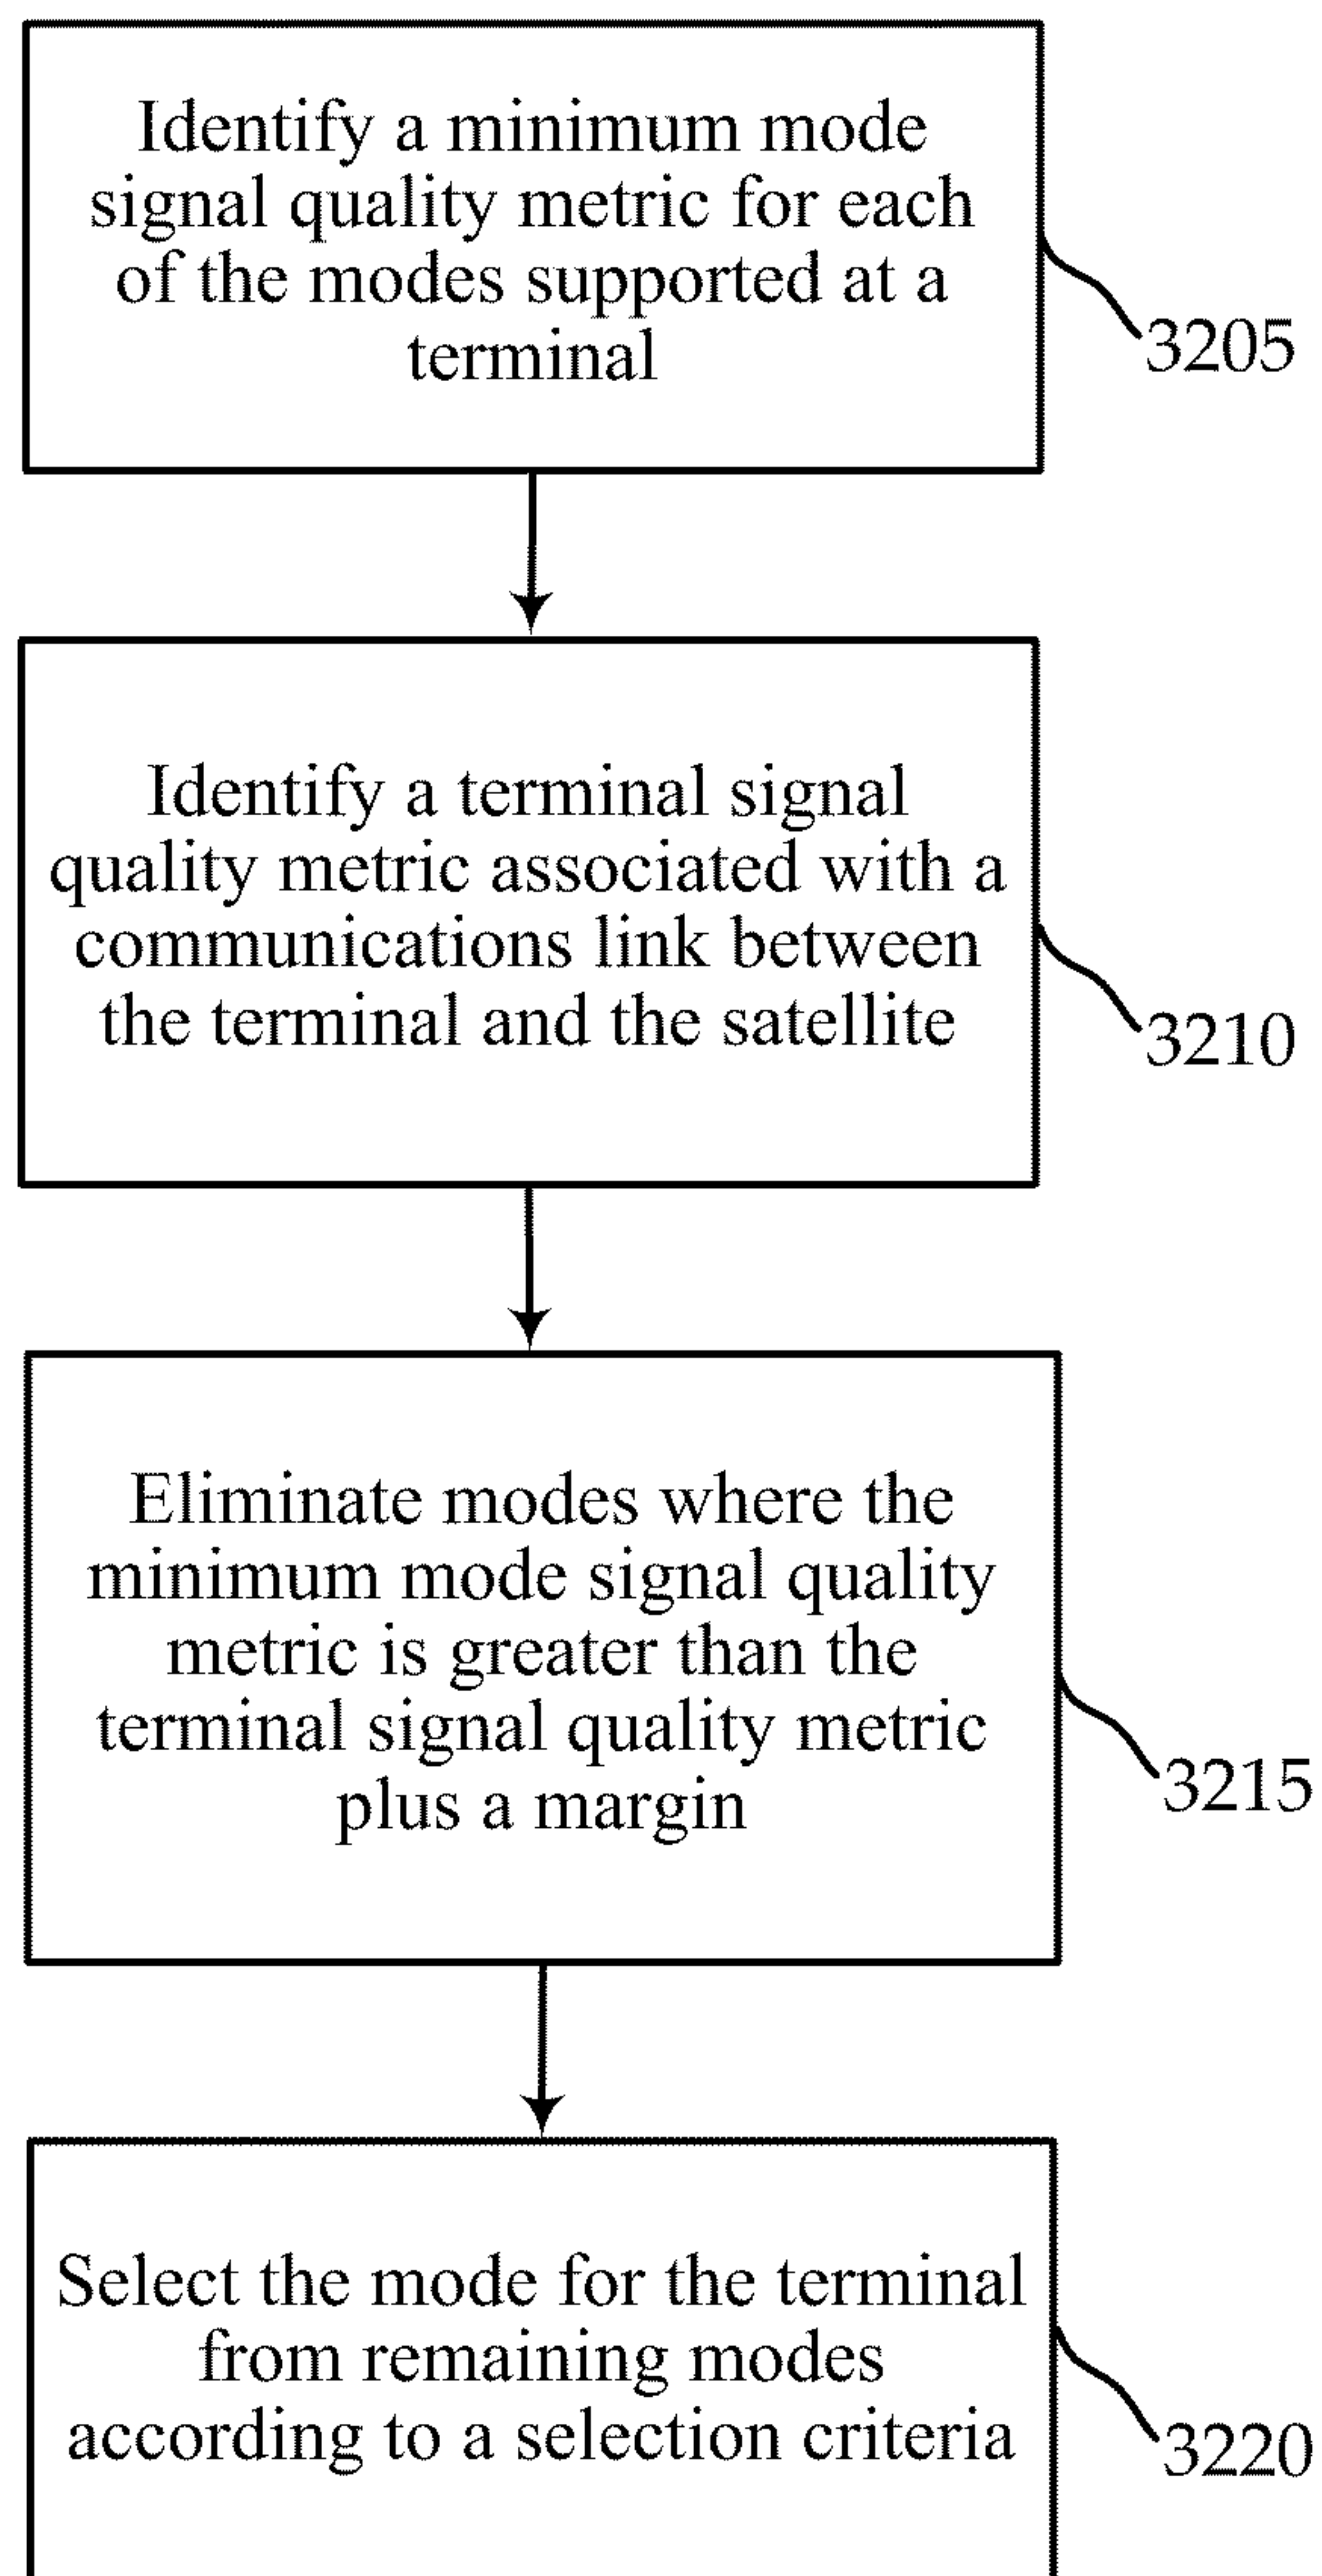 Identify a minimum mode
signal quality metric for each
of the modes supported at a
terminal
3205
Identify a terminal signal
quality metric associated with a
communications link between
the terminal and the satellite
3210
Eliminate modes where the
minimum mode signal quality
metric is greater than the
terminal signal quality metric
plus a margin
3215
Select the mode for the terminal
from remaining modes
according to a selection criteria
3220